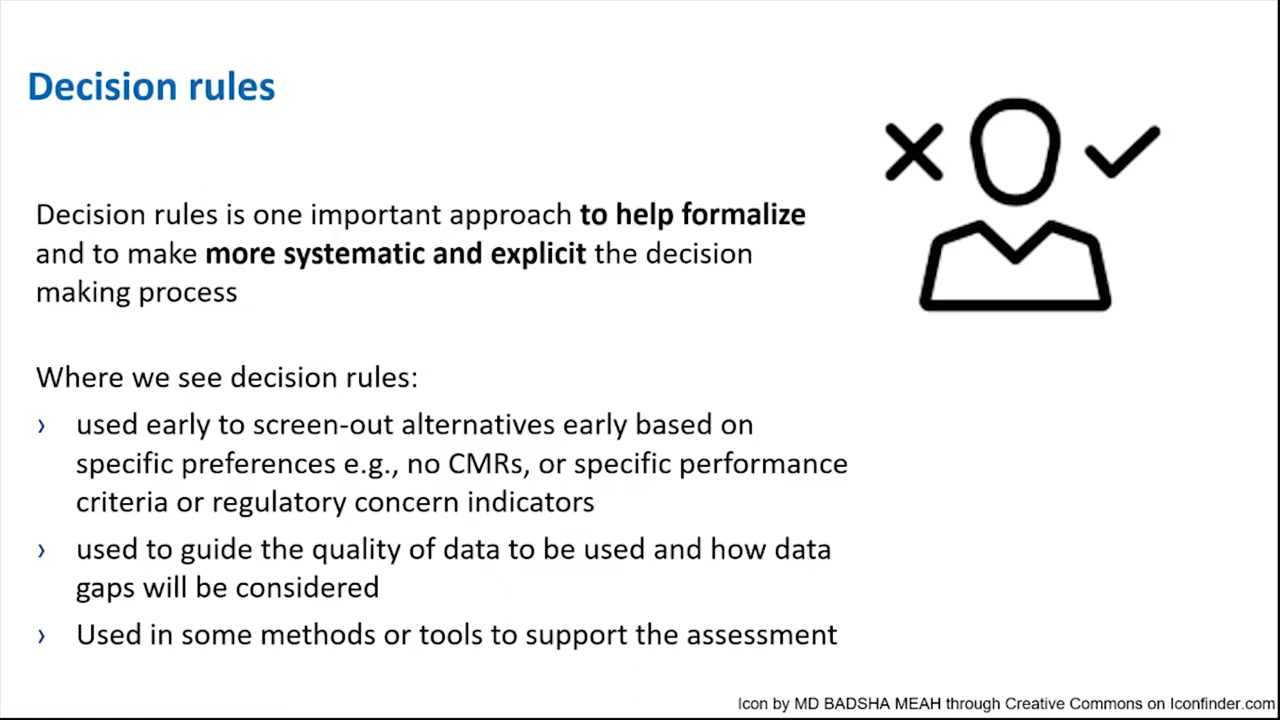 Decision rules
Decision rules is one important approach to help formalize
and to make more systematic and explicit the decision
making process
Where we see decision rules:
› used early to screen-out alternatives early based on
specific preferences e.g., no CMRs, or specific performance
criteria or regulatory concern indicators
› used to guide the quality of data to be used and how data
gaps will be considered
› Used in some methods or tools to support the assessment
Icon by MD BADSHA MEAH through Creative Commons on Iconfinder.com